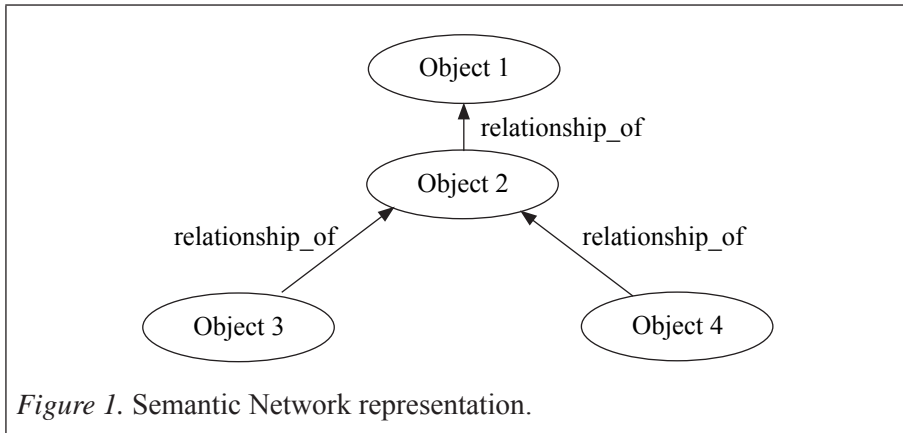 Object 1
relationship_of
Object 2
relationship_of
relationship_of
Object 3
Object 4
Figure 1. Semantic Network representation.